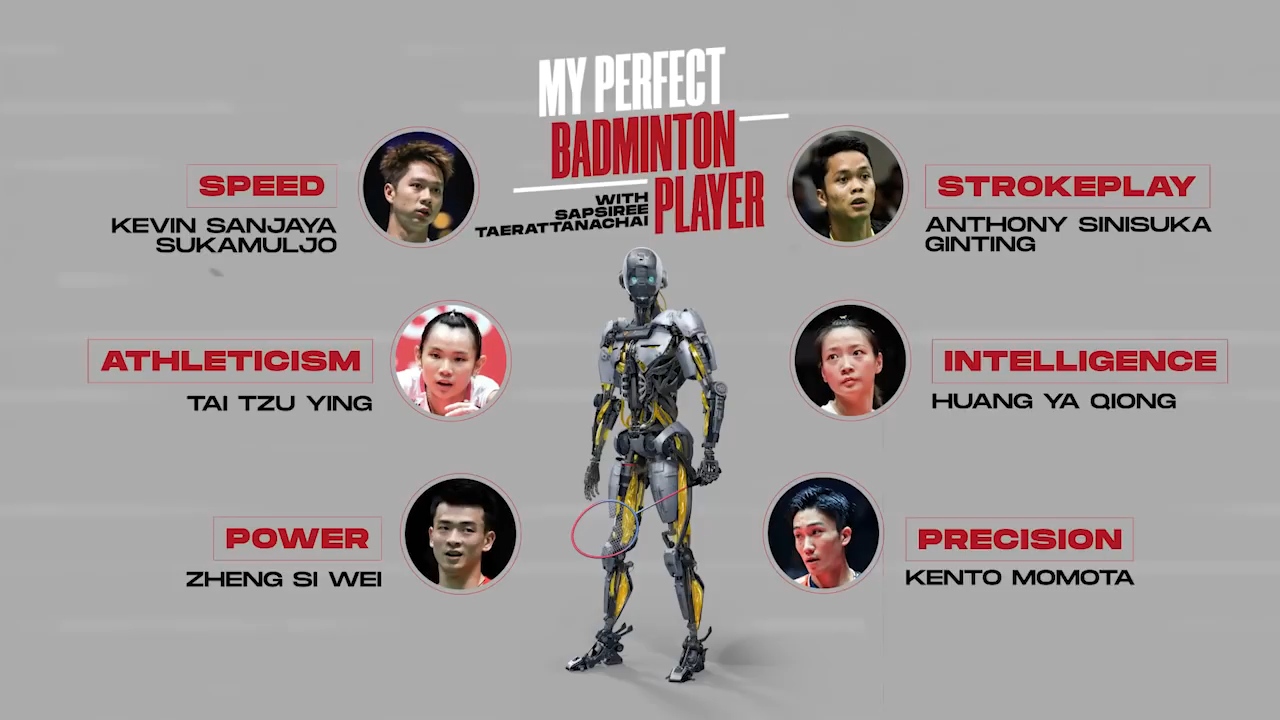 MY PERFECT
BADMINTON
PLAYER
WITH
SAPSIREE
TAERATTANACHAI
SPEED
KEVIN SANJAYA
SUKAMULJO
STROKEPLAY
ANTHONY SINISUKA
GINTING
ATHLETICISM
TAI TZU YING
INTELLIGENCE
HUANG YA QIONG
POWER
ZHENG SI WEI
PRECISION
KENTO MOMOTA